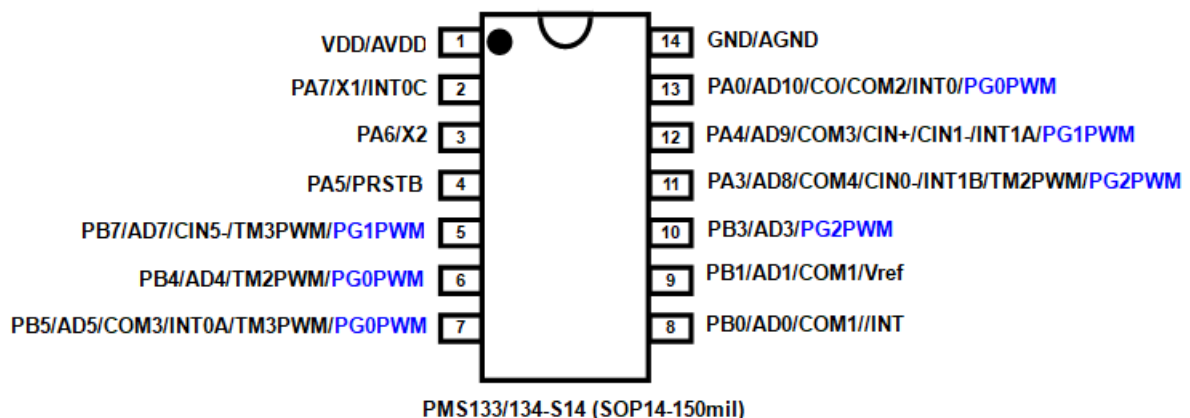 VDD/AVDD 1 14 GND/AGND
PA7/X1/INT0C 2 13 PA0/AD10/CO/COM2/INT0/PG0PWM
PA6/X2 3 12 PA4/AD9/COM3/CIN+/CIN1-/INT1A/PG1PWM
PA5/PRSTB 4 11 PA3/AD8/COM4/CIN0-/INT1B/TM2PWM/PG2PWM
PB7/AD7/CIN5-/TM3PWM/PG1PWM 5 10 PB3/AD3/PG2PWM
PB4/AD4/TM2PWM/PG0PWM 6 9 PB1/AD1/COM1/Vref
PB5/AD5/COM3/INT0A/TM3PWM/PG0PWM 7 8 PB0/AD0/COM1//INT
PMS133/134-S14 (SOP14-150mil)